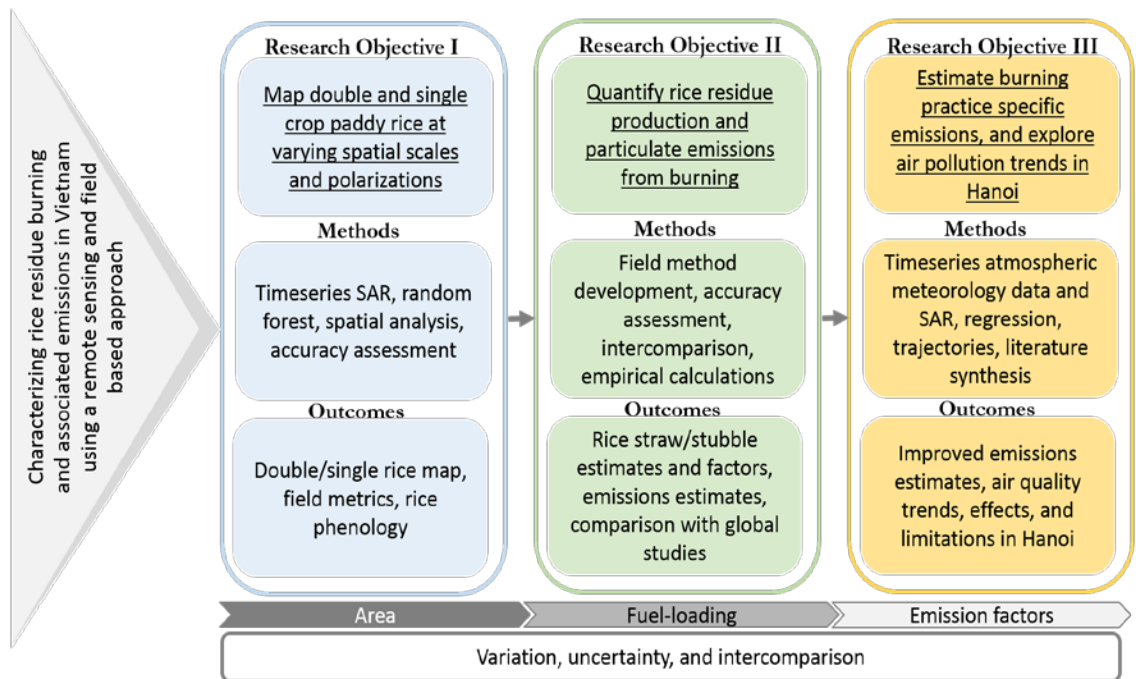 Characterizing rice residue burning
and associated emissions in Vietnam
using a remote sensing and field
based approach
Research Objective I
Map double and single
crop paddy rice at
varying spatial scales
and polarizations
Methods
Timeseries SAR, random
forest, spatial analysis,
accuracy assessment
Outcomes
Double/single rice map,
field metrics, rice
phenology
Research Objective II
Quantify rice residue
production and
particulate emissions
from burning
Methods
Field method
development, accuracy
assessment,
intercomparison,
empirical calculations
Outcomes
Rice straw/stubble
estimates and factors,
emissions estimates,
comparison with global
studies
Research Objective III
Estimate burning
practice specific
emissions, and explore
air pollution trends in
Hanoi
Methods
Timeseries atmospheric
meteorology data and
SAR, regression,
trajectories, literature
synthesis
Outcomes
Improved emissions
estimates, air quality
trends, effects, and
limitations in Hanoi
Area
Fuel-loading
Emission factors
Variation, uncertainty, and intercomparison